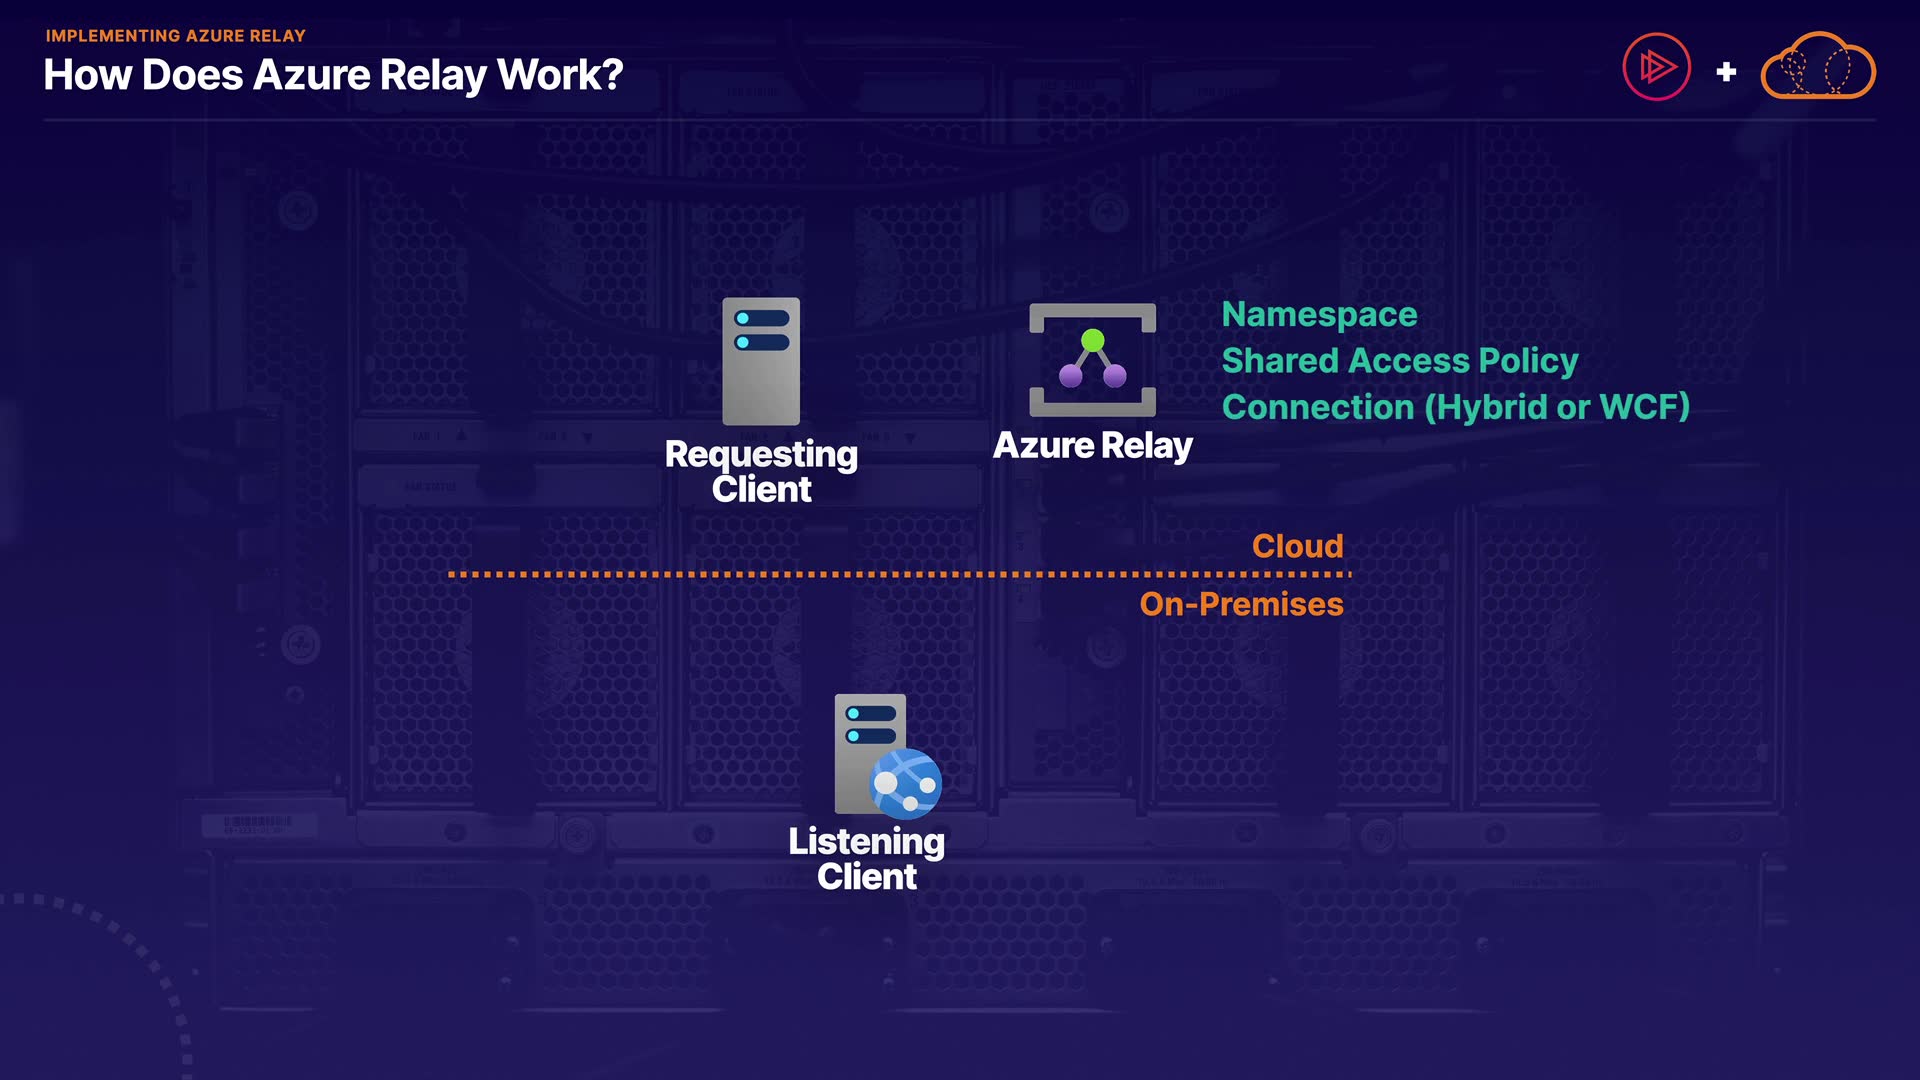 IMPLEMENTING AZURE RELAY
How Does Azure Relay Work?
Namespace
Shared Access Policy
Connection (Hybrid or WCF)
Requesting
Client
Azure Relay
Cloud
On-Premises
Listening
Client